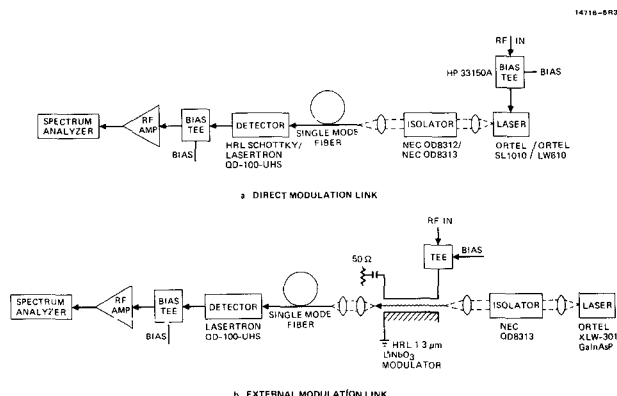 14716-6R3
RF IN
HP 33150A
BIAS
TEE
BIAS
SPECTRUM
ANALYZER
RF
AMP
BIAS
TEE
BIAS
DETECTOR
HRL SCHOTTKY/
LASERTRON
QD-100-UHS
SINGLE MODE
FIBER
ISOLATOR
NEC OD8312/
NEC OD8313
LASER
ORTEL / ORTEL
SL1010 / LW610
a DIRECT MODULATION LINK
RF IN
TEE
BIAS
50 Ω
SPECTRUM
ANALYZER
RF
AMP
BIAS
TEE
BIAS
DETECTOR
LASERTRON
QD-100-UHS
SINGLE MODE
FIBER
HRL 1 3 μm
LiNbO3
MODULATOR
ISOLATOR
NEC
OD8313
LASER
ORTEL
XLW-301
GaInAsP
b EXTERNAL MODULATION LINK